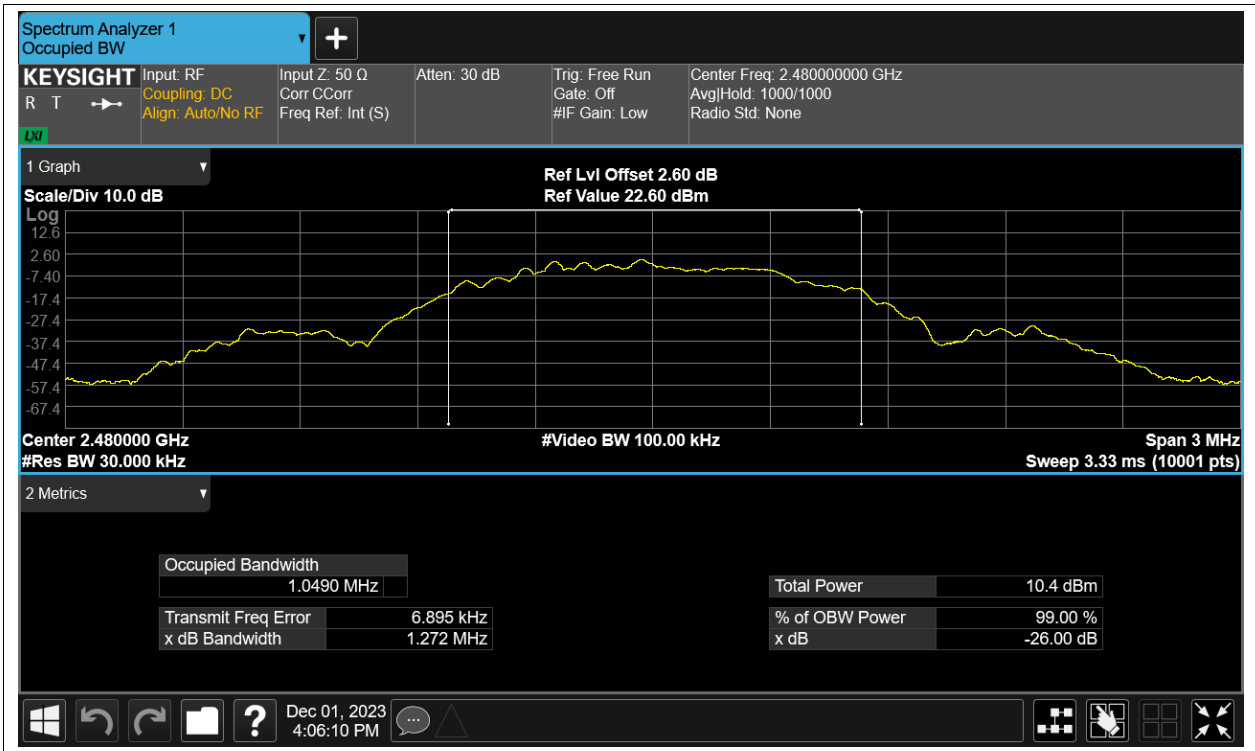 Spectrum Analyzer 1
Occupied BW
KEYSIGHT
R T
LXI
Input: RF
Coupling: DC
Align: Auto/No RF
Input Z: 50 Ω
Corr CCorr
Freq Ref: Int (S)
Atten: 30 dB
Trig: Free Run
Gate: Off
#IF Gain: Low
Center Freq: 2.480000000 GHz
Avg|Hold: 1000/1000
Radio Std: None
1 Graph
Scale/Div 10.0 dB
Ref Lvl Offset 2.60 dB
Ref Value 22.60 dBm
Log
12.6
2.60
-7.40
-17.4
-27.4
-37.4
-47.4
-57.4
-67.4
Center 2.480000 GHz
#Video BW 100.00 kHz
Span 3 MHz
#Res BW 30.000 kHz
Sweep 3.33 ms (10001 pts)
2 Metrics
Occupied Bandwidth
1.0490 MHz
Total Power 10.4 dBm
Transmit Freq Error 6.895 kHz
% of OBW Power 99.00 %
x dB Bandwidth 1.272 MHz
x dB -26.00 dB
?
Dec 01, 2023
4:06:10 PM